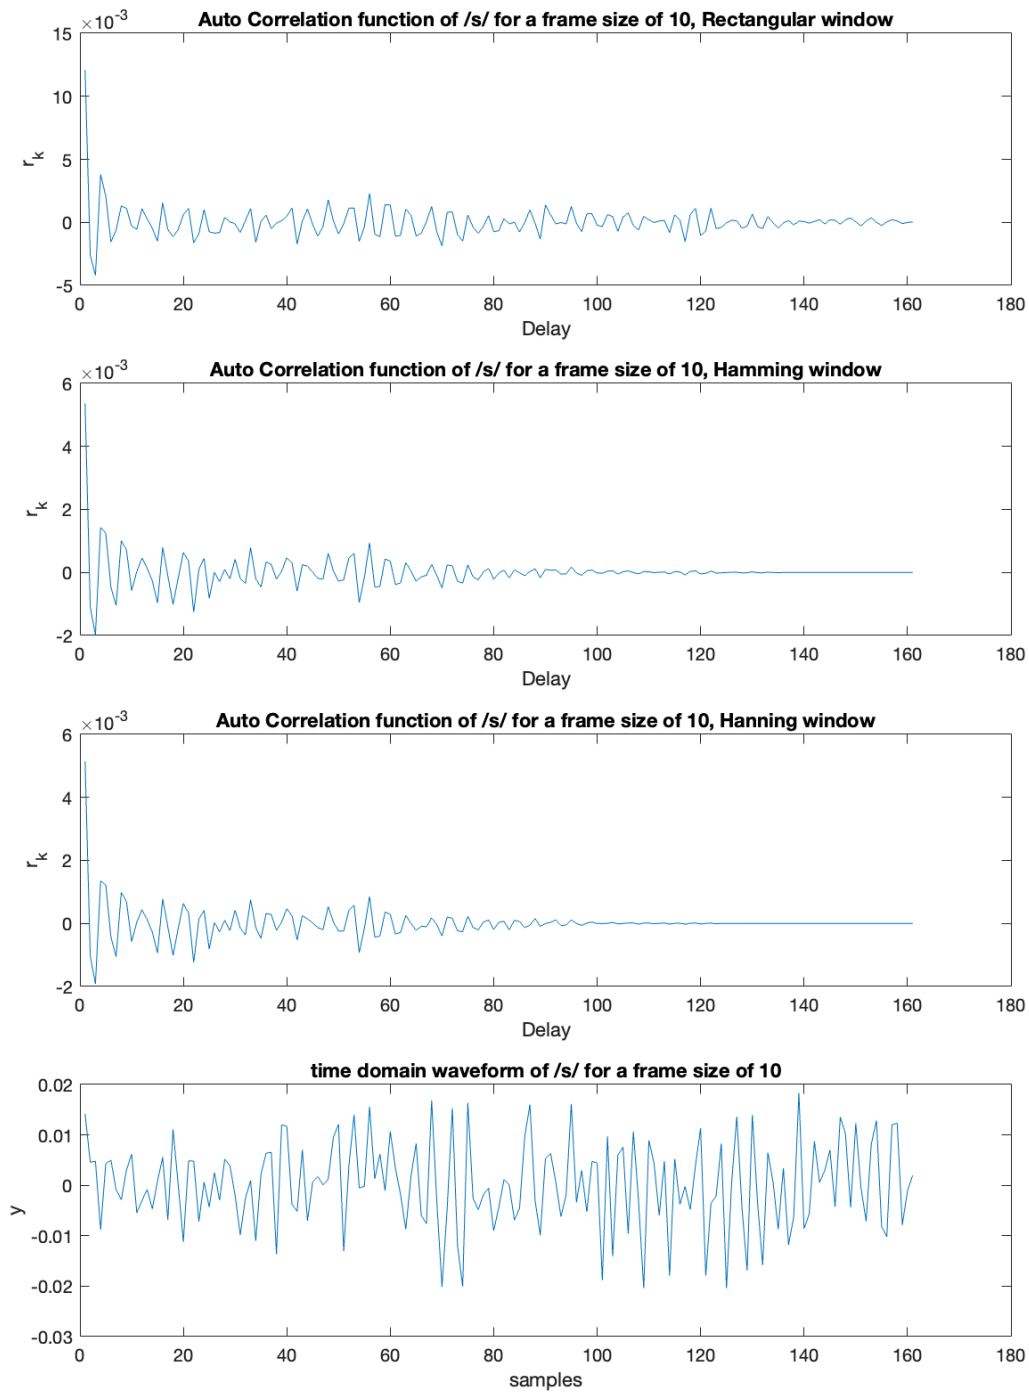 Auto Correlation function of /s/ for a frame size of 10, Rectangular window
×10⁻³
15
10
5
0
-5
r_k
0 20 40 60 80 100 120 140 160 180
Delay
Auto Correlation function of /s/ for a frame size of 10, Hamming window
×10⁻³
6
4
2
0
-2
r_k
0 20 40 60 80 100 120 140 160 180
Delay
Auto Correlation function of /s/ for a frame size of 10, Hanning window
×10⁻³
6
4
2
0
-2
r_k
0 20 40 60 80 100 120 140 160 180
Delay
time domain waveform of /s/ for a frame size of 10
0.02
0.01
0
-0.01
-0.02
-0.03
y
0 20 40 60 80 100 120 140 160 180
samples